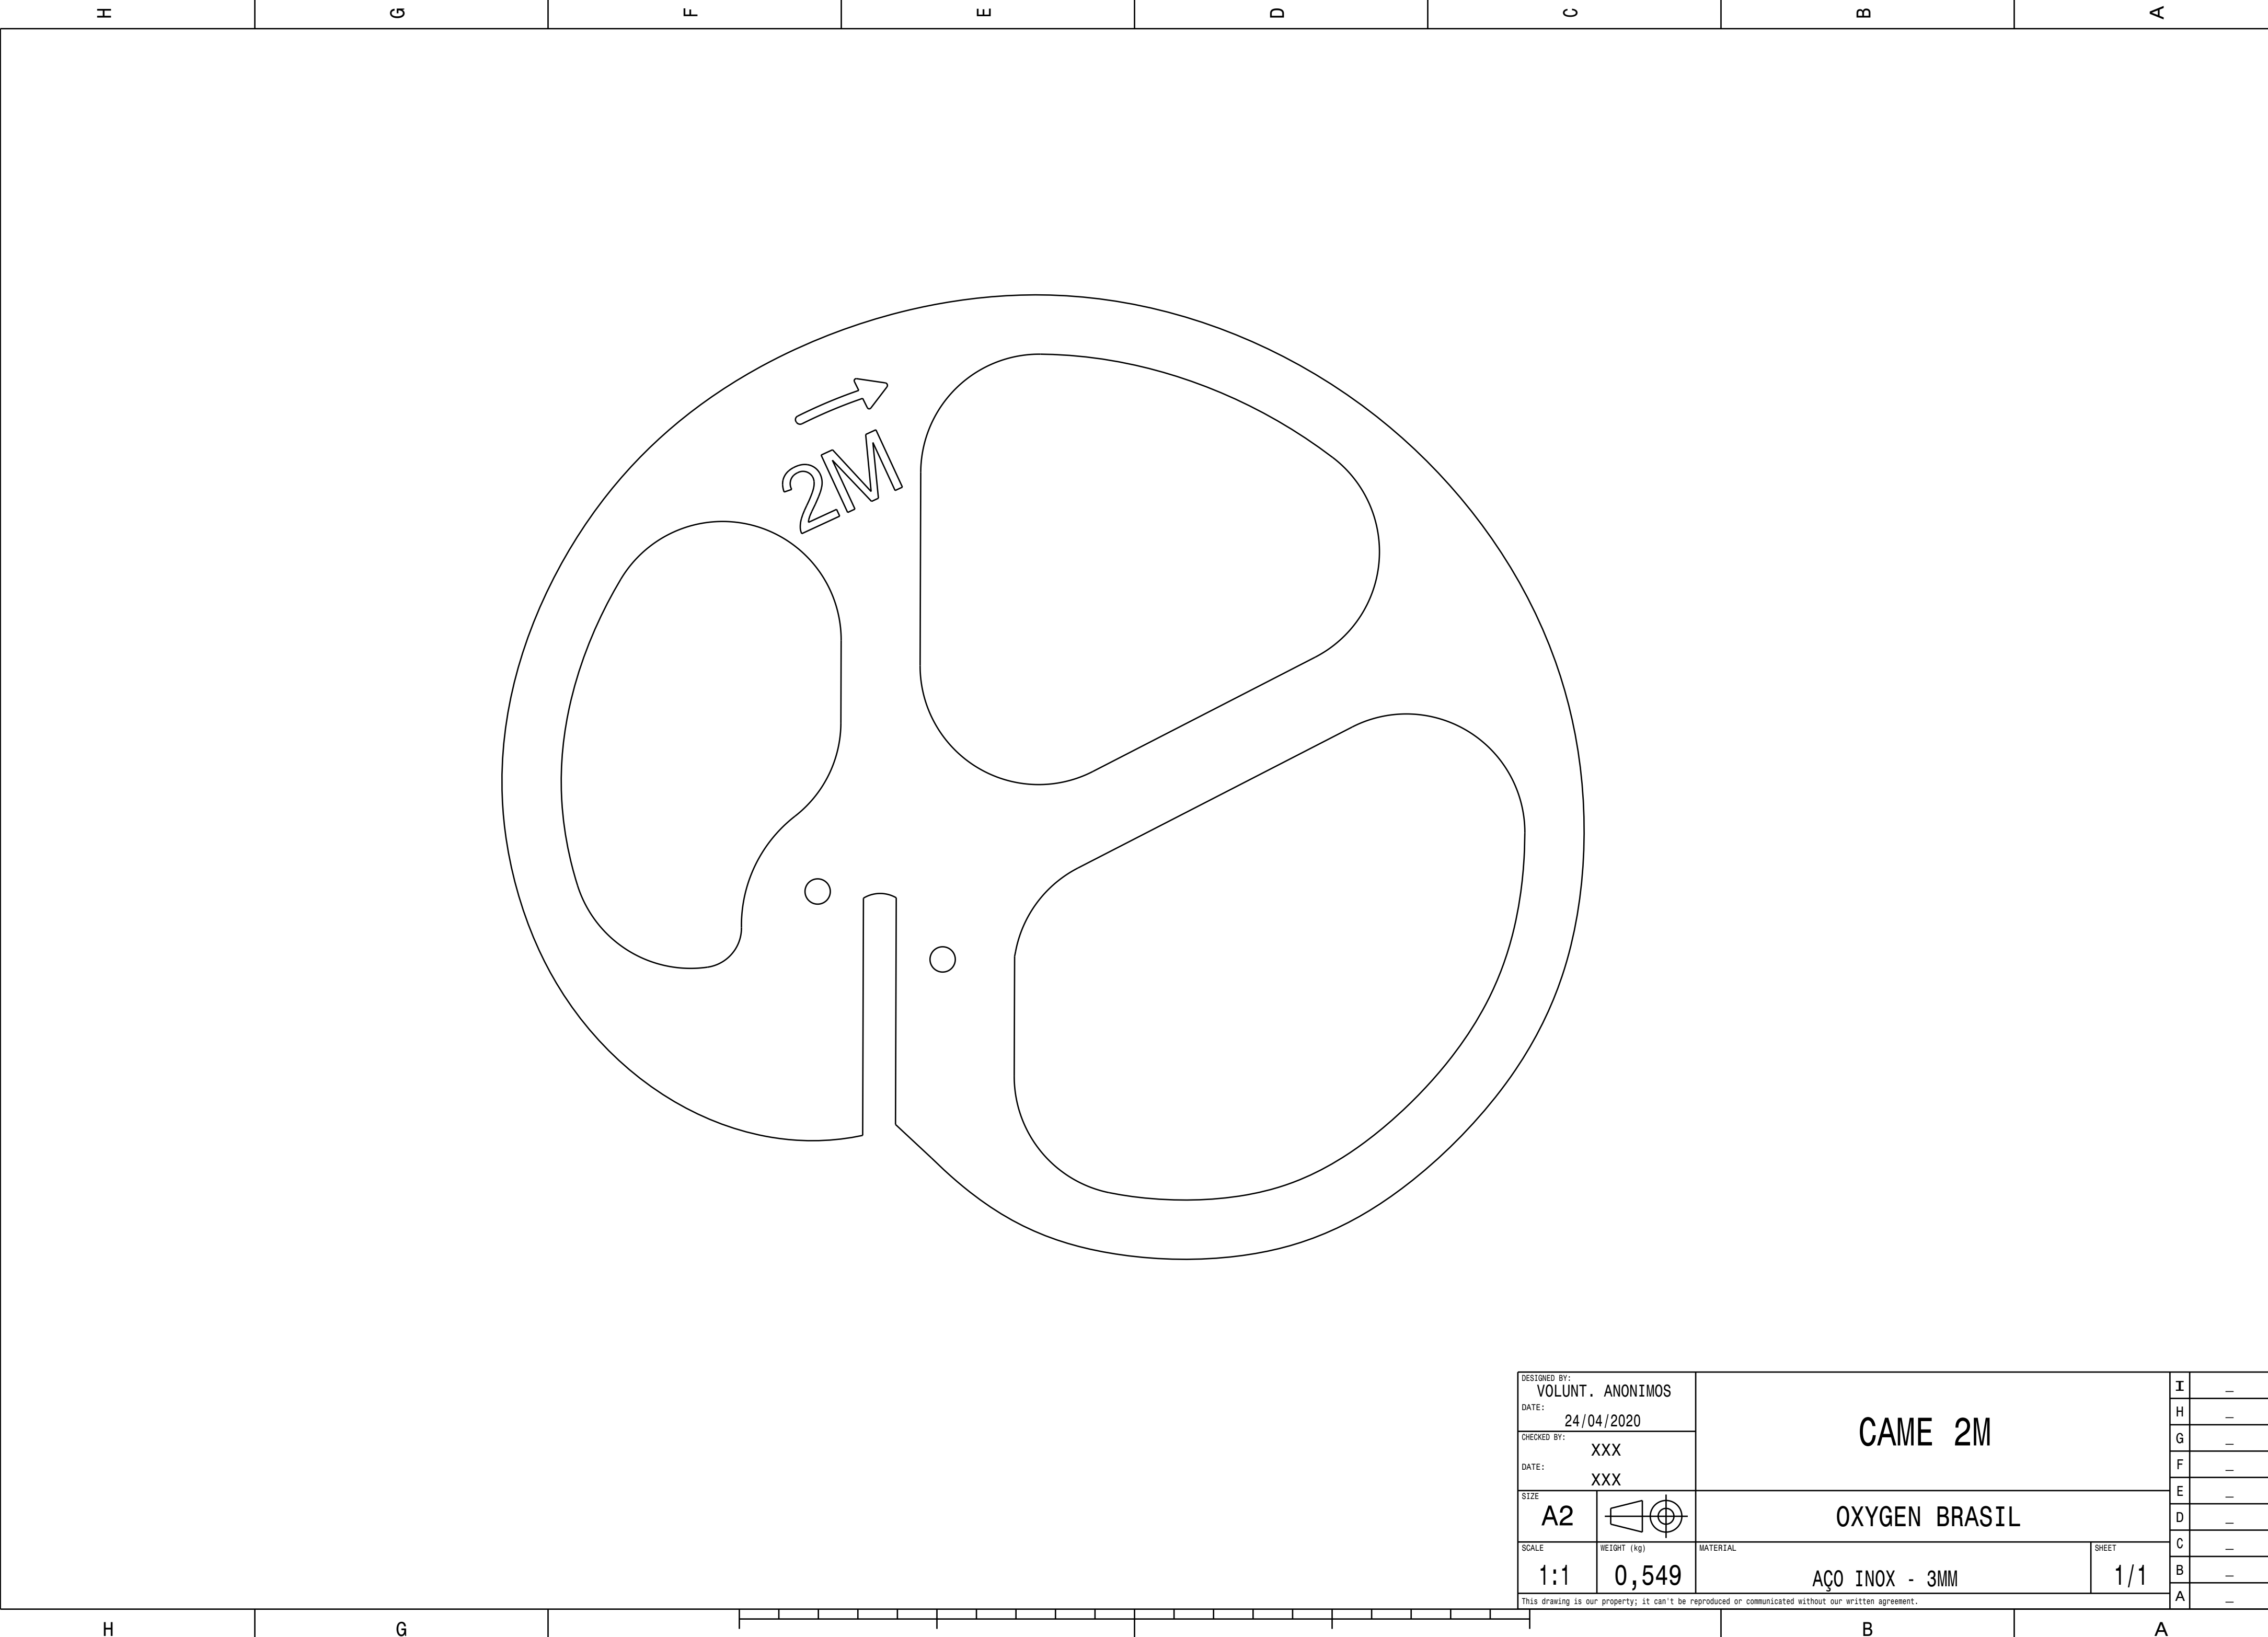 H G F E D C B A
2M
DESIGNED BY:
VOLUNT. ANONIMOS
DATE:
24/04/2020
CHECKED BY:
XXX
DATE:
XXX
SIZE
A2
SCALE
1:1
WEIGHT (kg)
0,549
CAME 2M
OXYGEN BRASIL
MATERIAL
AÇO INOX - 3MM
SHEET
1/1
This drawing is our property; it can't be reproduced or communicated without our written agreement.
I _
H _
G _
F _
E _
D _
C _
B _
A _
H G B A